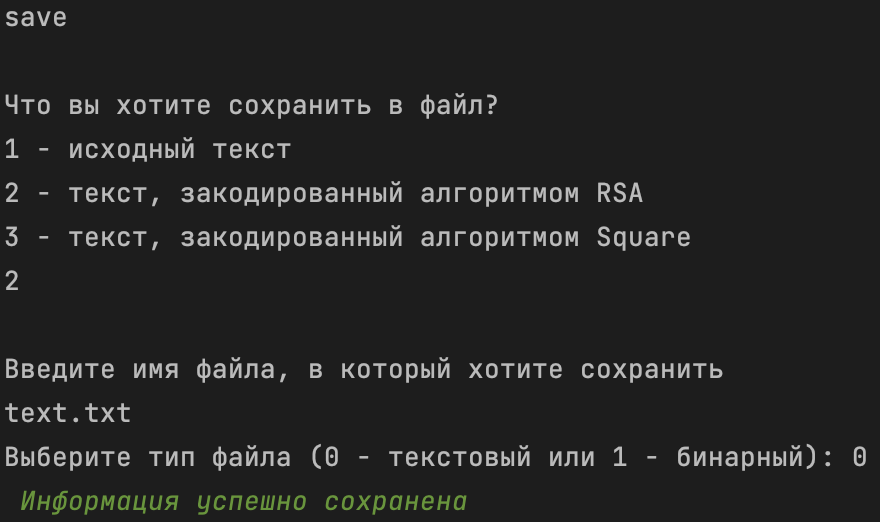 save
Что вы хотите сохранить в файл?
1 - исходный текст
2 - текст, закодированный алгоритмом RSA
3 - текст, закодированный алгоритмом Square
2
Введите имя файла, в который хотите сохранить
text.txt
Выберите тип файла (0 - текстовый или 1 - бинарный): 0
Информация успешно сохранена